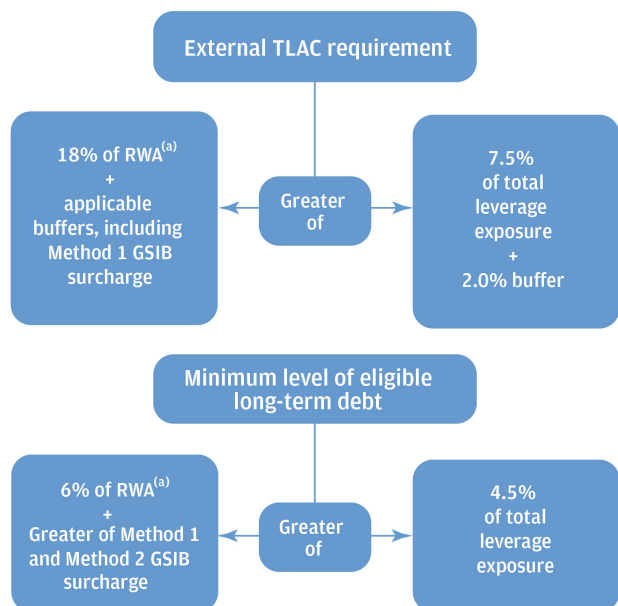 External TLAC requirement
18% of RWA(a)
+
applicable
buffers, including
Method 1 GSIB
surcharge
Greater
of
7.5%
of total
leverage
exposure
+
2.0% buffer
Minimum level of eligible
long-term debt
6% of RWA(a)
+
Greater of Method 1
and Method 2 GSIB
surcharge
Greater
of
4.5%
of total
leverage
exposure